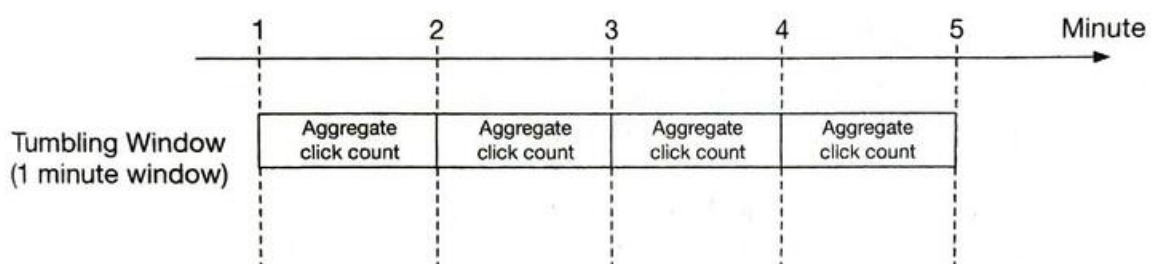 1 2 3 4 5 Minute
Tumbling Window
(1 minute window)
Aggregate
click count
Aggregate
click count
Aggregate
click count
Aggregate
click count